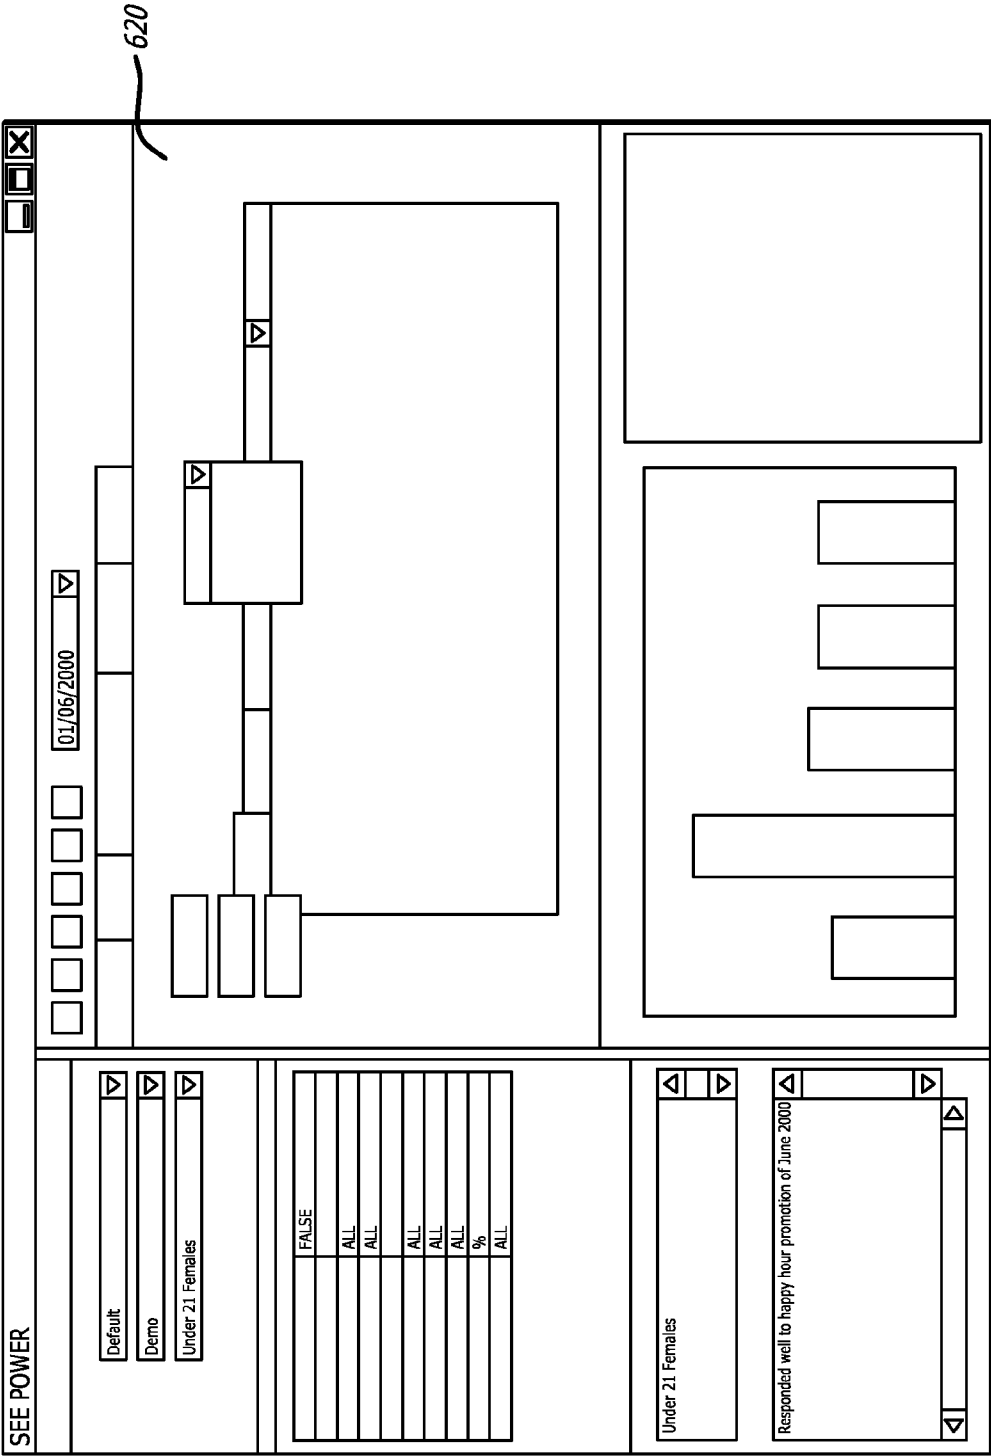 SEE POWER
620
01/06/2000
Default
Demo
Under 21 Females
FALSE
ALL
ALL
ALL
ALL
ALL
%
ALL
Under 21 Females
Responded well to happy hour promotion of June 2000